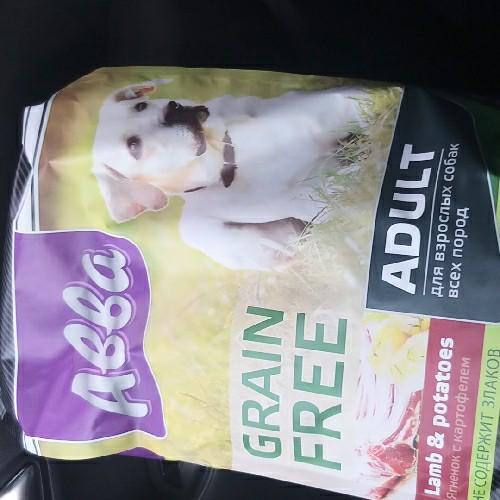 Авва
GRAIN
FREE
ADULT
для взрослых собак
всех пород
Lamb & potatoes
Ягненок с картофелем
НЕ СОДЕРЖИТ ЗЛАКОВ